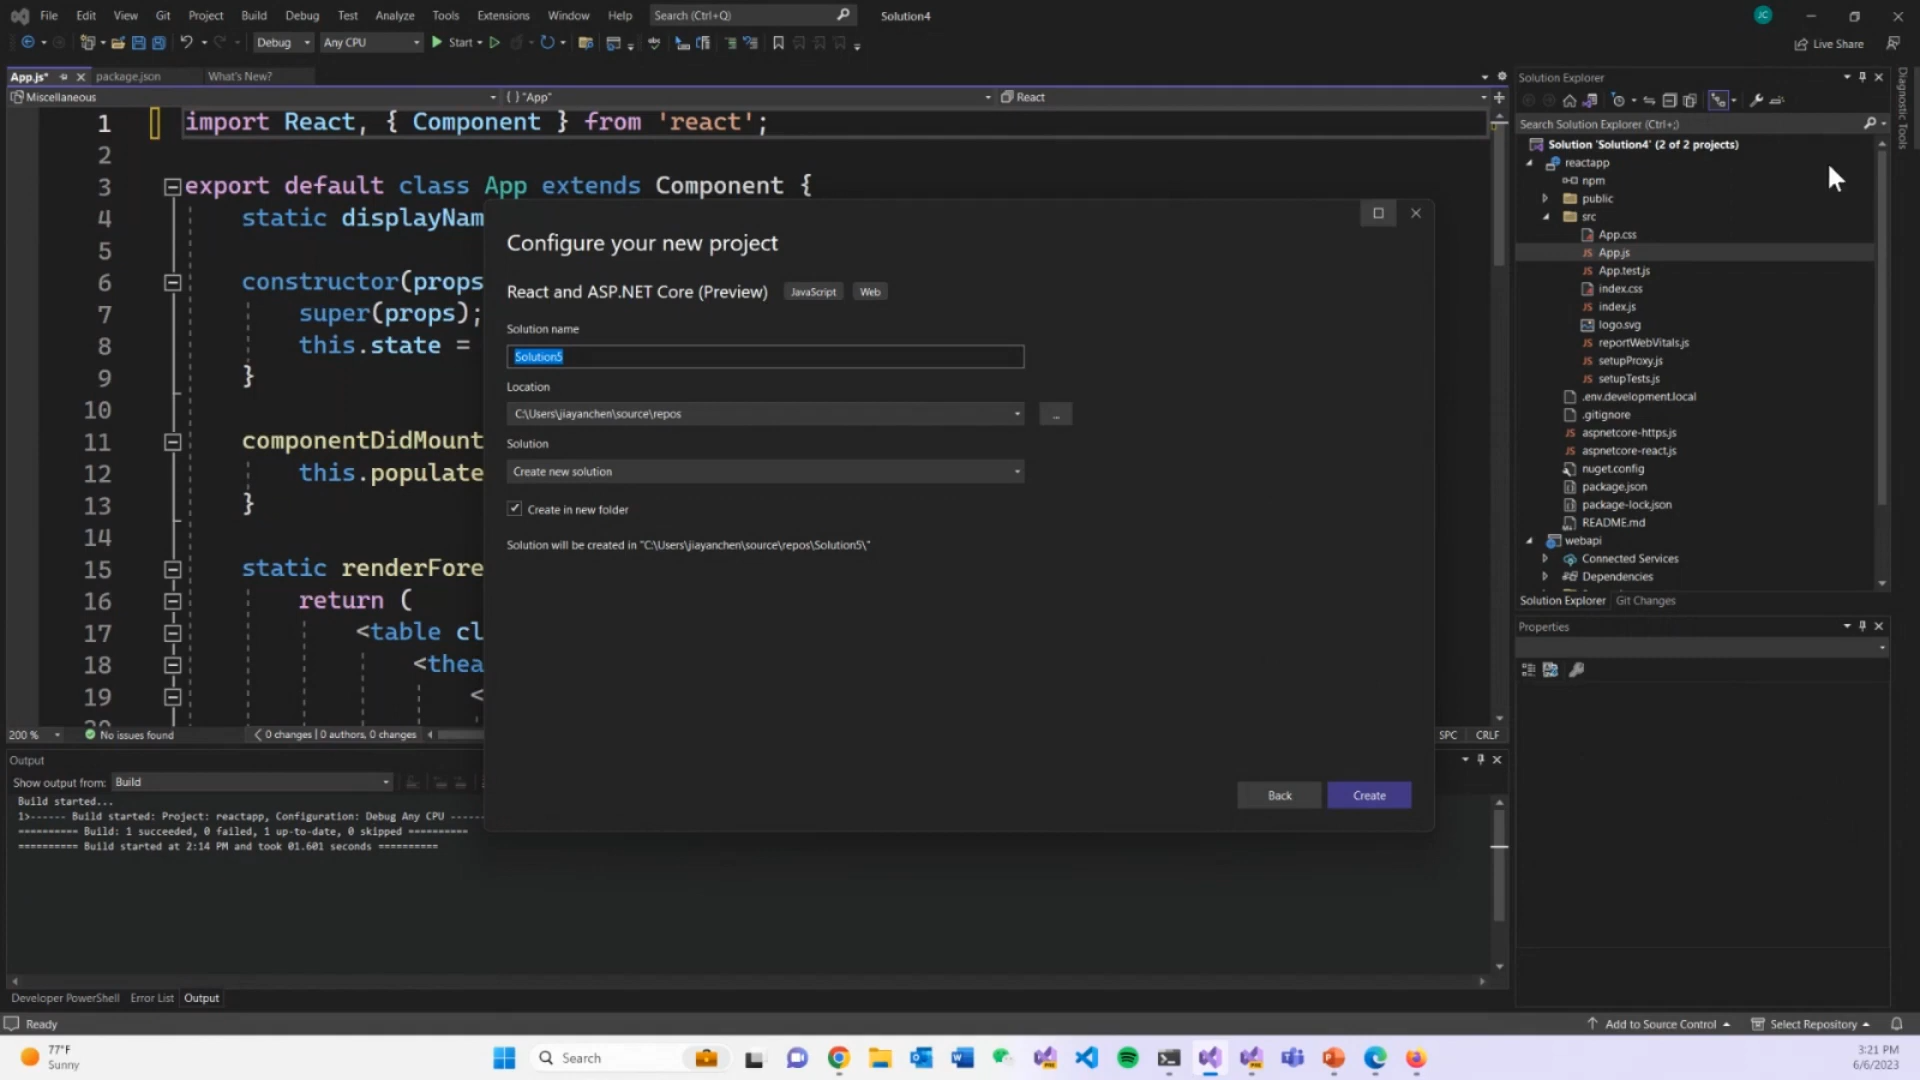 File Edit View Git Project Build Debug Test Analyze Tools Extensions Window Help Search (Ctrl+Q) Solution4 JC
Debug Any CPU Start Live Share
App.js* package.json What's New?
Miscellaneous { } "App" React
1 import React, { Component } from 'react';
2
3 export default class App extends Component {
4 static displayNam
5
6 constructor(props
7 super(props);
8 this.state =
9 }
10
11 componentDidMount
12 this.populate
13 }
14
15 static renderFore
16 return (
17 <table cl
18 <thea
19 <
20
200 % No issues found 0 changes | 0 authors, 0 changes SPC CRLF
Configure your new project
React and ASP.NET Core (Preview) JavaScript Web
Solution name
Solution5
Location
C:\Users\jiayanchen\source\repos
...
Solution
Create new solution
Create in new folder
Solution will be created in "C:\Users\jiayanchen\source\repos\Solution5\"
Back Create
Output
Show output from: Build
Build started...
1>------ Build started: Project: reactapp, Configuration: Debug Any CPU ------
========== Build: 1 succeeded, 0 failed, 1 up-to-date, 0 skipped ==========
========== Build started at 2:14 PM and took 01.601 seconds ==========
Developer PowerShell Error List Output
Solution Explorer
Search Solution Explorer (Ctrl+;)
Solution 'Solution4' (2 of 2 projects)
reactapp
npm
public
src
App.css
JS App.js
JS App.test.js
index.css
JS index.js
logo.svg
JS reportWebVitals.js
JS setupProxy.js
JS setupTests.js
.env.development.local
.gitignore
JS aspnetcore-https.js
JS aspnetcore-react.js
nuget.config
package.json
package-lock.json
README.md
webapi
Connected Services
Dependencies
Solution Explorer Git Changes
Properties
Diagnostic Tools
Ready Add to Source Control Select Repository
77°F
Sunny
Search
3:21 PM
6/6/2023